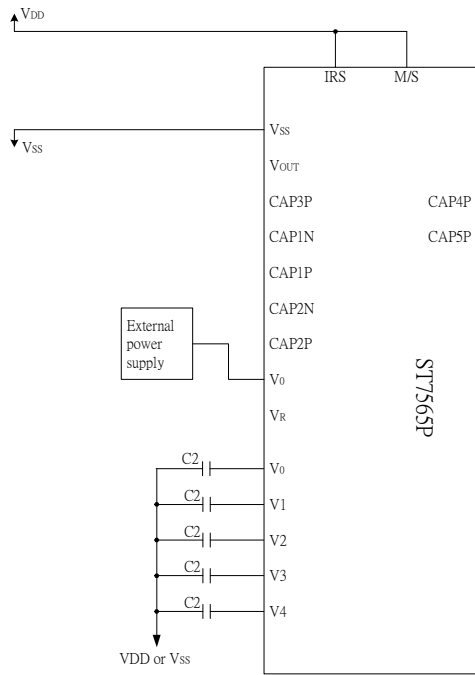 VDD
IRS M/S
VSS
VSS
VOUT
CAP3P CAP4P
CAP1N CAP5P
CAP1P
CAP2N
CAP2P
External
power
supply
V0
VR
ST7565P
C2 V0
C2 V1
C2 V2
C2 V3
C2 V4
VDD or VSS